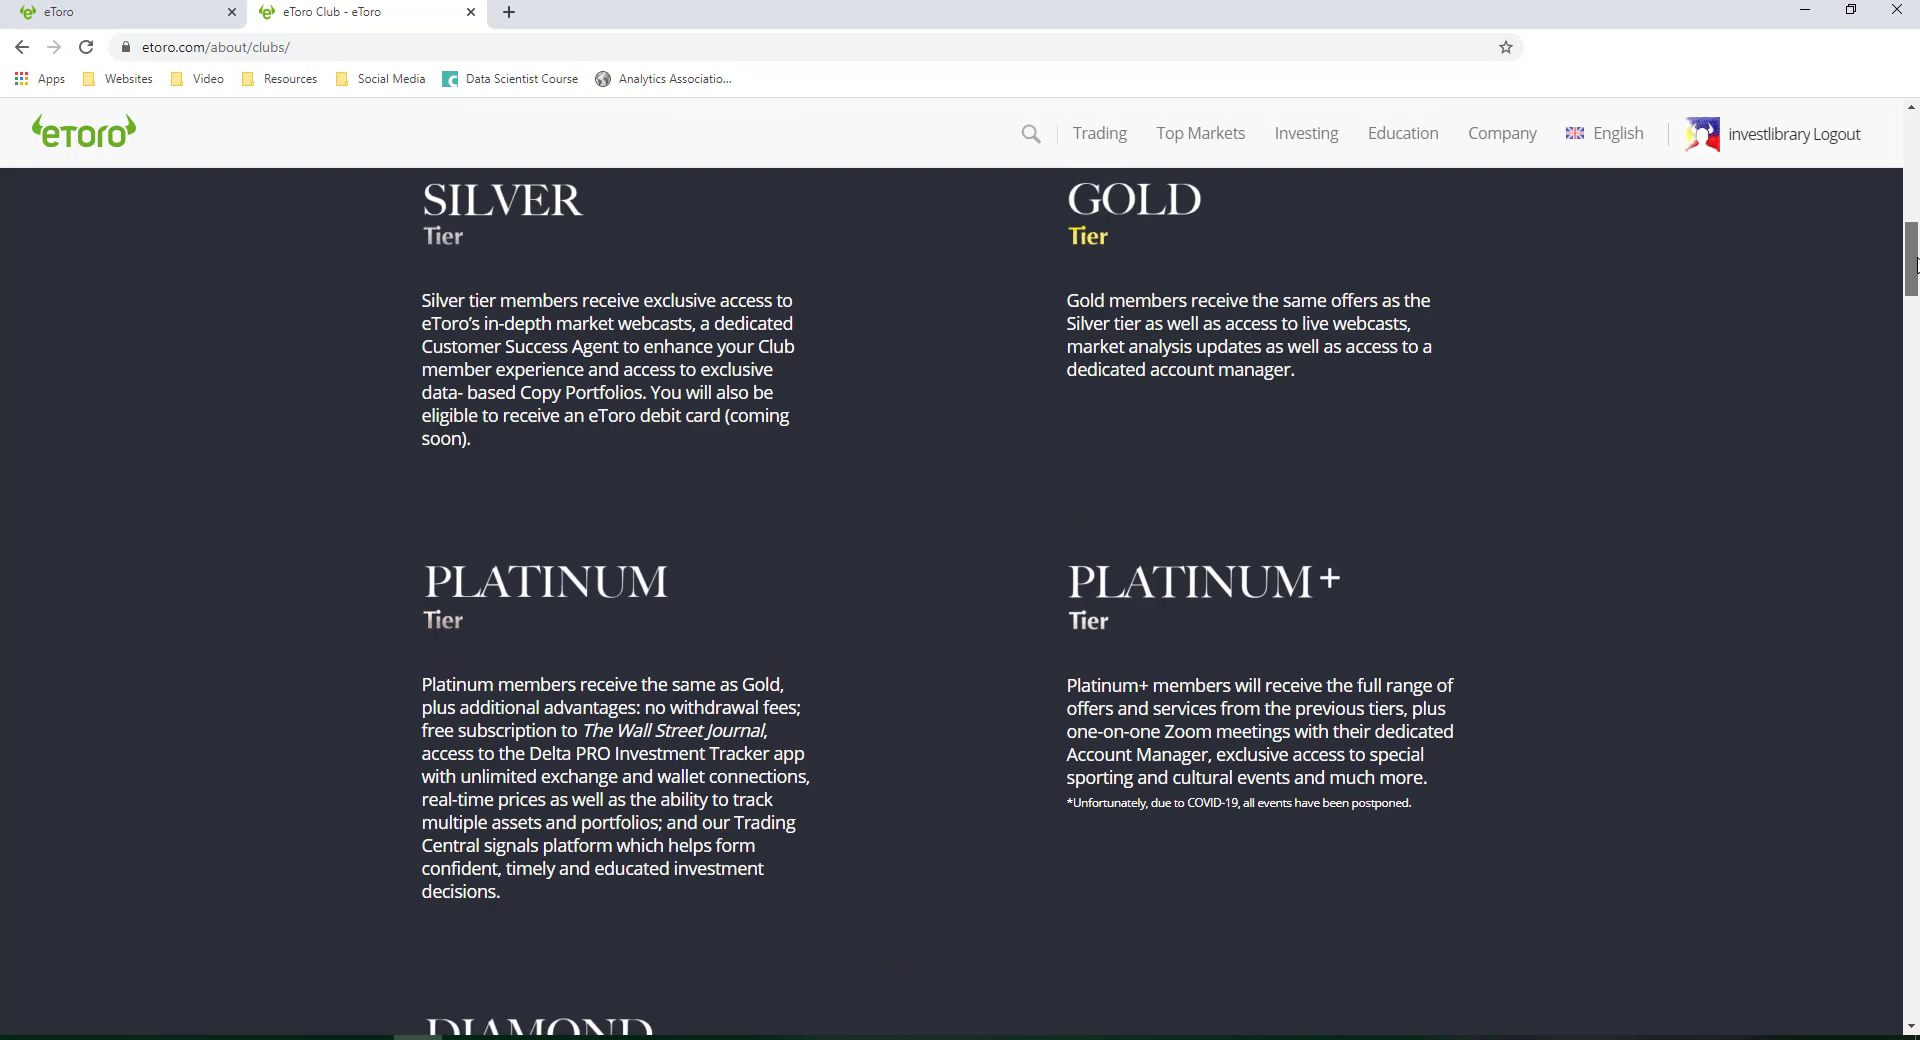 eToro
eToro Club - eToro
etoro.com/about/clubs/
Apps
Websites
Video
Resources
Social Media
Data Scientist Course
Analytics Associatio...
eTORO
Trading
Top Markets
Investing
Education
Company
English
investlibrary Logout
SILVER
Tier
Silver tier members receive exclusive access to
eToro's in-depth market webcasts, a dedicated
Customer Success Agent to enhance your Club
member experience and access to exclusive
data- based Copy Portfolios. You will also be
eligible to receive an eToro debit card (coming
soon).
GOLD
Tier
Gold members receive the same offers as the
Silver tier as well as access to live webcasts,
market analysis updates as well as access to a
dedicated account manager.
PLATINUM
Tier
Platinum members receive the same as Gold,
plus additional advantages: no withdrawal fees;
free subscription to The Wall Street Journal,
access to the Delta PRO Investment Tracker app
with unlimited exchange and wallet connections,
real-time prices as well as the ability to track
multiple assets and portfolios; and our Trading
Central signals platform which helps form
confident, timely and educated investment
decisions.
PLATINUM+
Tier
Platinum+ members will receive the full range of
offers and services from the previous tiers, plus
one-on-one Zoom meetings with their dedicated
Account Manager, exclusive access to special
sporting and cultural events and much more.
*Unfortunately, due to COVID-19, all events have been postponed.
DIAMOND